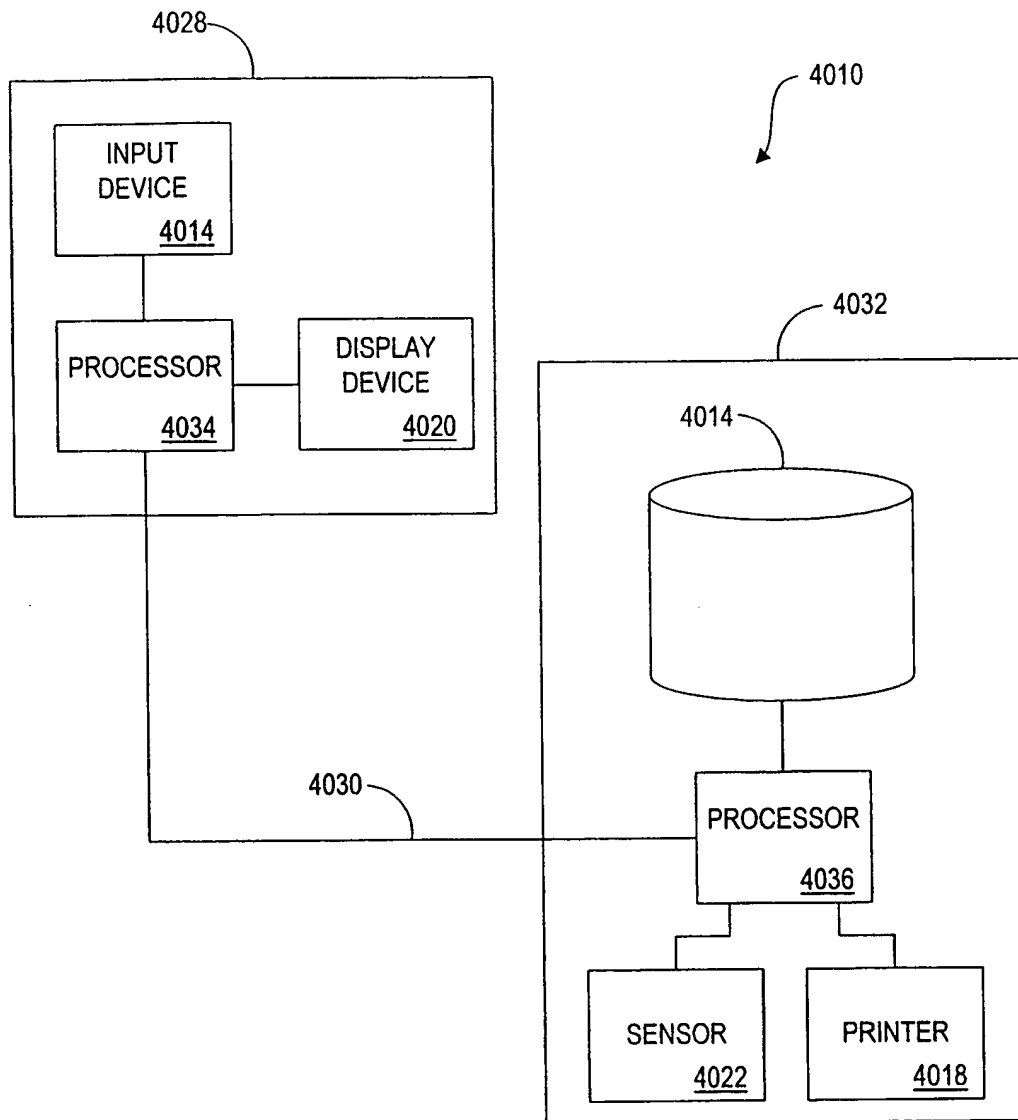 4028
4010
INPUT
DEVICE
4014
4032
PROCESSOR
4034
DISPLAY
DEVICE
4020
4014
4030
PROCESSOR
4036
SENSOR
4022
PRINTER
4018